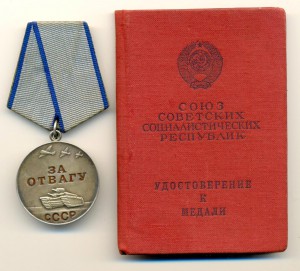 ЗА
ОТВАГУ
СССР
СОЮЗ
СОВЕТСКИХ
СОЦИАЛИСТИЧЕСКИХ
РЕСПУБЛИК
УДОСТОВЕРЕНИЕ
К
МЕДАЛИ